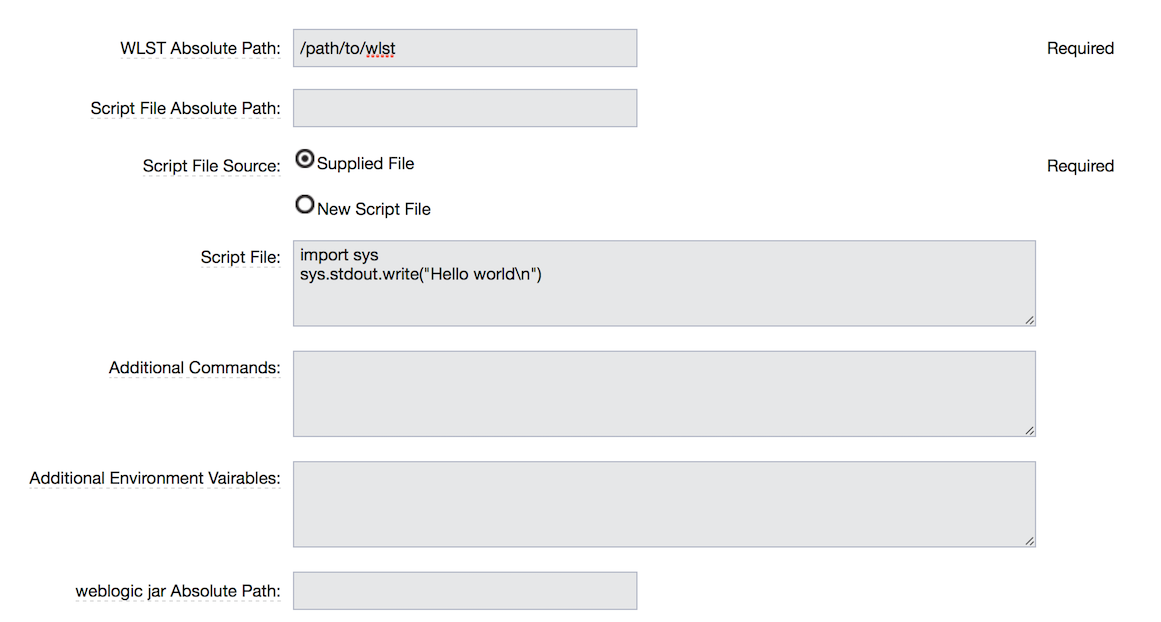 WLST Absolute Path: /path/to/wlst Required
Script File Absolute Path:
Script File Source: Supplied File Required
New Script File
Script File: import sys
sys.stdout.write("Hello world\n")
Additional Commands:
Additional Environment Vairables:
weblogic jar Absolute Path: